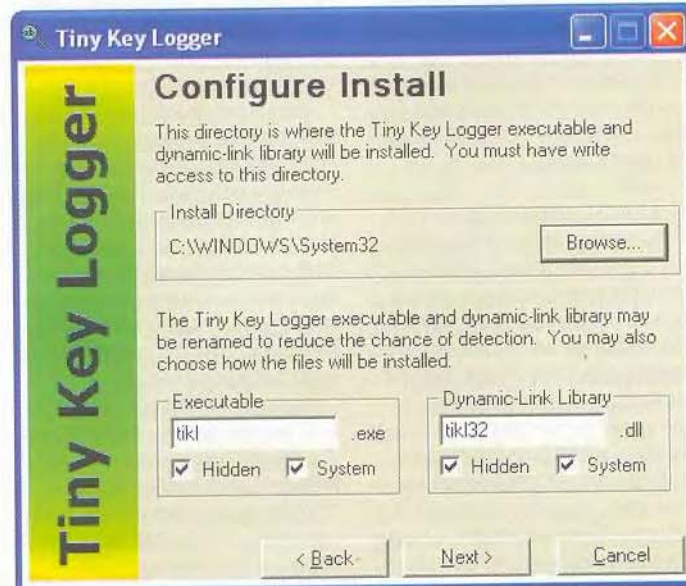 Tiny Key Logger
Tiny Key Logger
Configure Install
This directory is where the Tiny Key Logger executable and
dynamic-link library will be installed. You must have write
access to this directory.
Install Directory
C:\WINDOWS\System32
Browse...
The Tiny Key Logger executable and dynamic-link library may
be renamed to reduce the chance of detection. You may also
choose how the files will be installed.
Executable
tikl .exe
Hidden System
Dynamic-Link Library
tikl32 .dll
Hidden System
< Back
Next >
Cancel